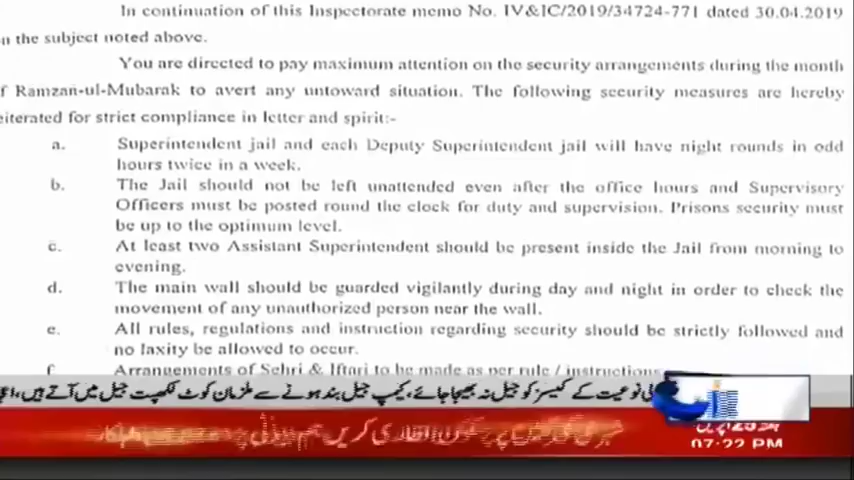 In continuation of this Inspectorate memo No. IV&IC/2019/34724-771 dated 30.04.2019
n the subject noted above.
You are directed to pay maximum attention on the security arrangements during the month
f Ramzan-ul-Mubarak to avert any untoward situation. The following security measures are hereby
eiterated for strict compliance in letter and spirit:-
a. Superintendent jail and each Deputy Superintendent jail will have night rounds in odd
hours twice in a week.
b. The Jail should not be left unattended even after the office hours and Supervisory
Officers must be posted round the clock for duty and supervision. Prisons security must
be up to the optimum level.
c. At least two Assistant Superintendent should be present inside the Jail from morning to
evening.
d. The main wall should be guarded vigilantly during day and night in order to check the
movement of any unauthorized person near the wall.
e. All rules, regulations and instruction regarding security should be strictly followed and
no laxity be allowed to occur.
f. Arrangements of Sehri & Iftari to be made as per rule / instructions
نوعیت کے کیسز کو جیل نہ بھیجا جائے، کیمپ جیل بند ہونے سے ملزمان کوٹ لکھپت جیل میں آتے ہیں،
07:22 PM